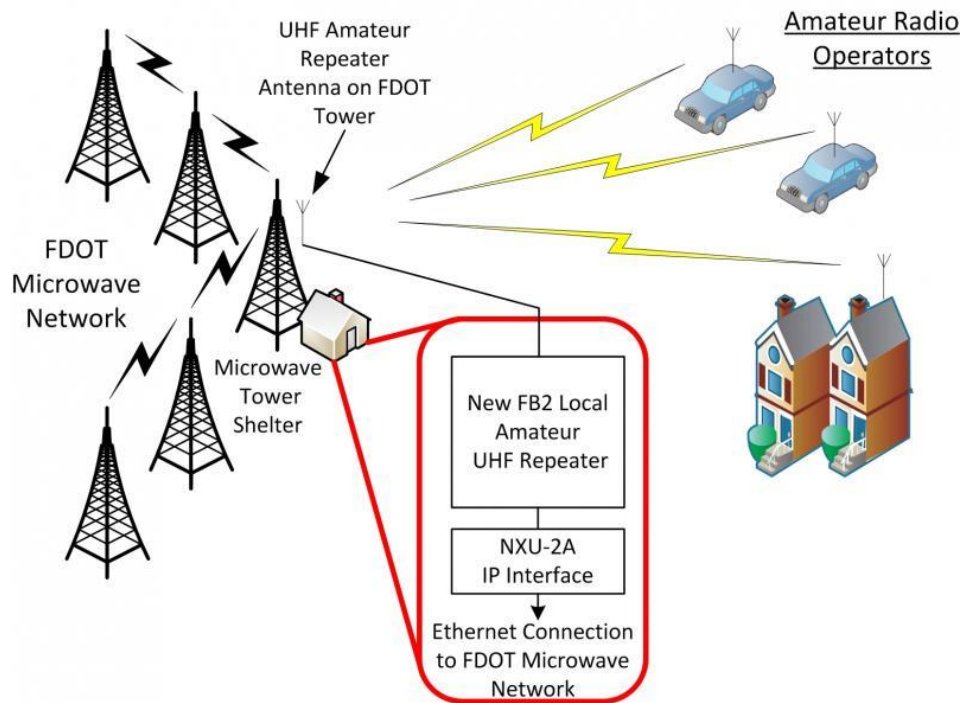 UHF Amateur
Repeater
Antenna on FDOT
Tower
Amateur Radio
Operators
FDOT
Microwave
Network
Microwave
Tower
Shelter
New FB2 Local
Amateur
UHF Repeater
NXU-2A
IP Interface
Ethernet Connection
to FDOT Microwave
Network